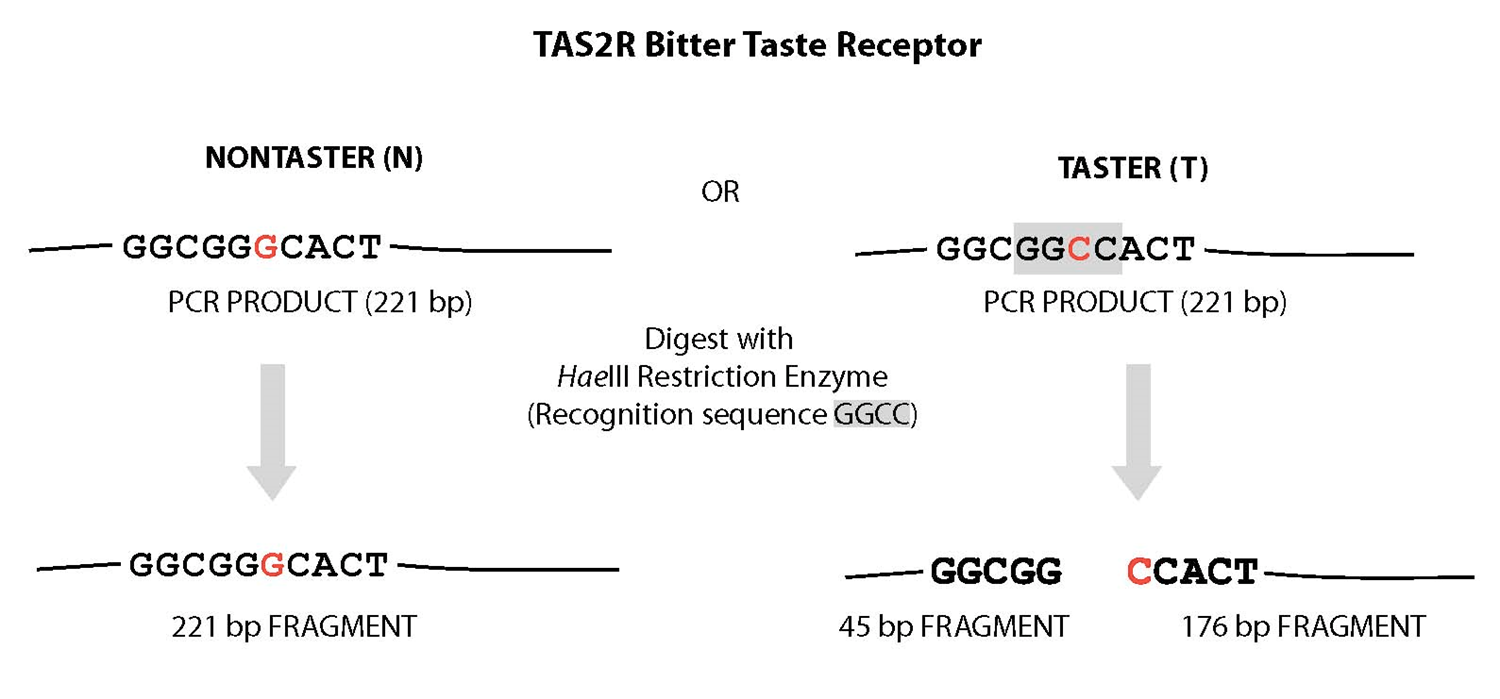 TAS2R Bitter Taste Receptor
NONTASTER (N)
OR
TASTER (T)
GGCGGGCACT
GGCGGCCACT
PCR PRODUCT (221 bp)
PCR PRODUCT (221 bp)
Digest with
HaeIII Restriction Enzyme
(Recognition sequence GGCC)
GGCGGGCACT
GGCGG
CCACT
221 bp FRAGMENT
45 bp FRAGMENT
176 bp FRAGMENT